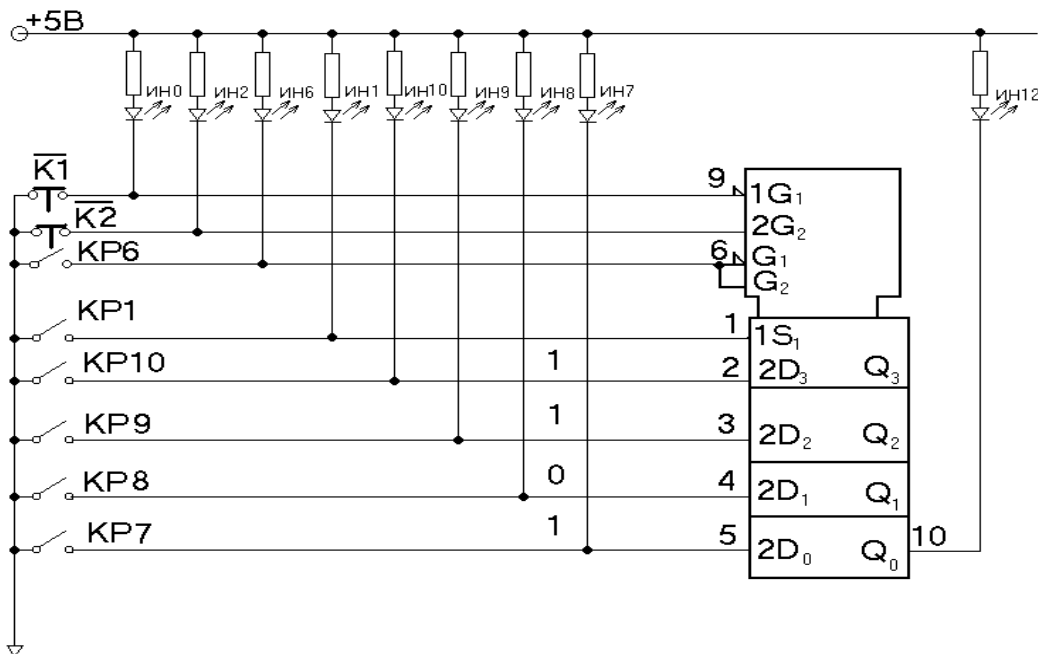 +5В
ИН0 ИН2 ИН6 ИН1 ИН10 ИН9 ИН8 ИН7 ИН12
K1
9 1G₁
K2
2G₂
KP6
6 G₁
G₂
KP1
1 1S₁
KP10 1 2 2D₃ Q₃
KP9 1 3 2D₂ Q₂
KP8 0 4 2D₁ Q₁
KP7 1 5 2D₀ Q₀ 10